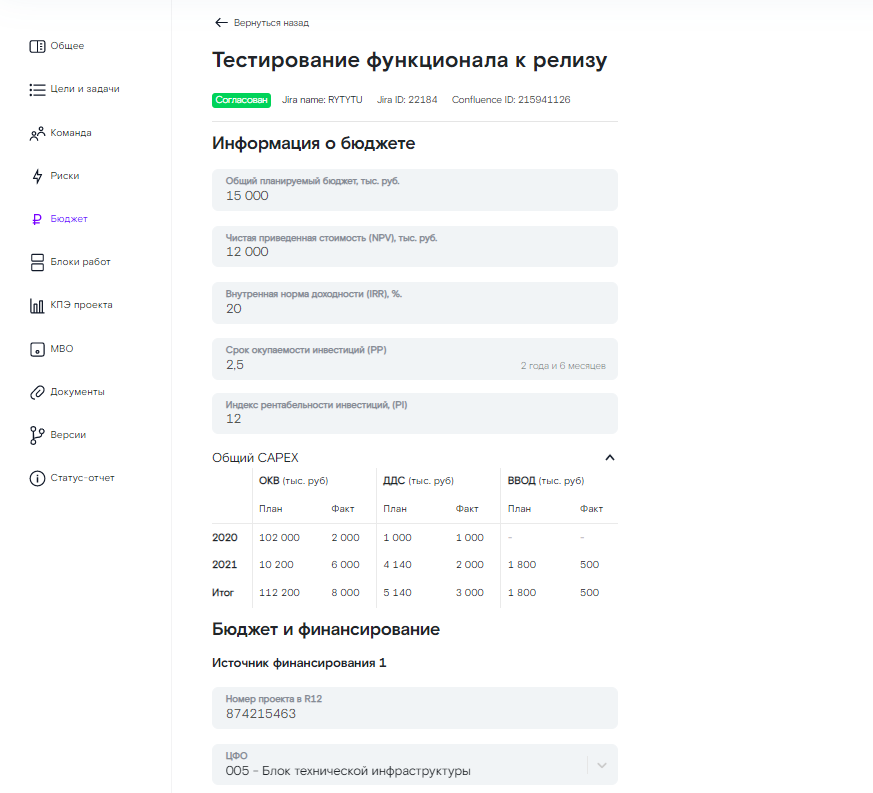 Общее
Цели и задачи
Команда
Риски
Бюджет
Блоки работ
КПЭ проекта
МВО
Документы
Версии
Статус-отчет
Вернуться назад
Тестирование функционала к релизу
Согласован Jira name: RYTYTU Jira ID: 22184 Confluence ID: 215941126
Информация о бюджете
Общий планируемый бюджет, тыс. руб.
15 000
Чистая приведенная стоимость (NPV), тыс. руб.
12 000
Внутренная норма доходности (IRR), %.
20
Срок окупаемости инвестиций (PP)
2,5 2 года и 6 месяцев
Индекс рентабельности инвестиций, (PI)
12
Общий CAPEX
ОКВ (тыс. руб) ДДС (тыс. руб) ВВОД (тыс. руб)
План Факт План Факт План Факт
2020 102 000 2 000 1 000 1 000 - -
2021 10 200 6 000 4 140 2 000 1 800 500
Итог 112 200 8 000 5 140 3 000 1 800 500
Бюджет и финансирование
Источник финансирования 1
Номер проекта в R12
874215463
ЦФО
005 - Блок технической инфраструктуры